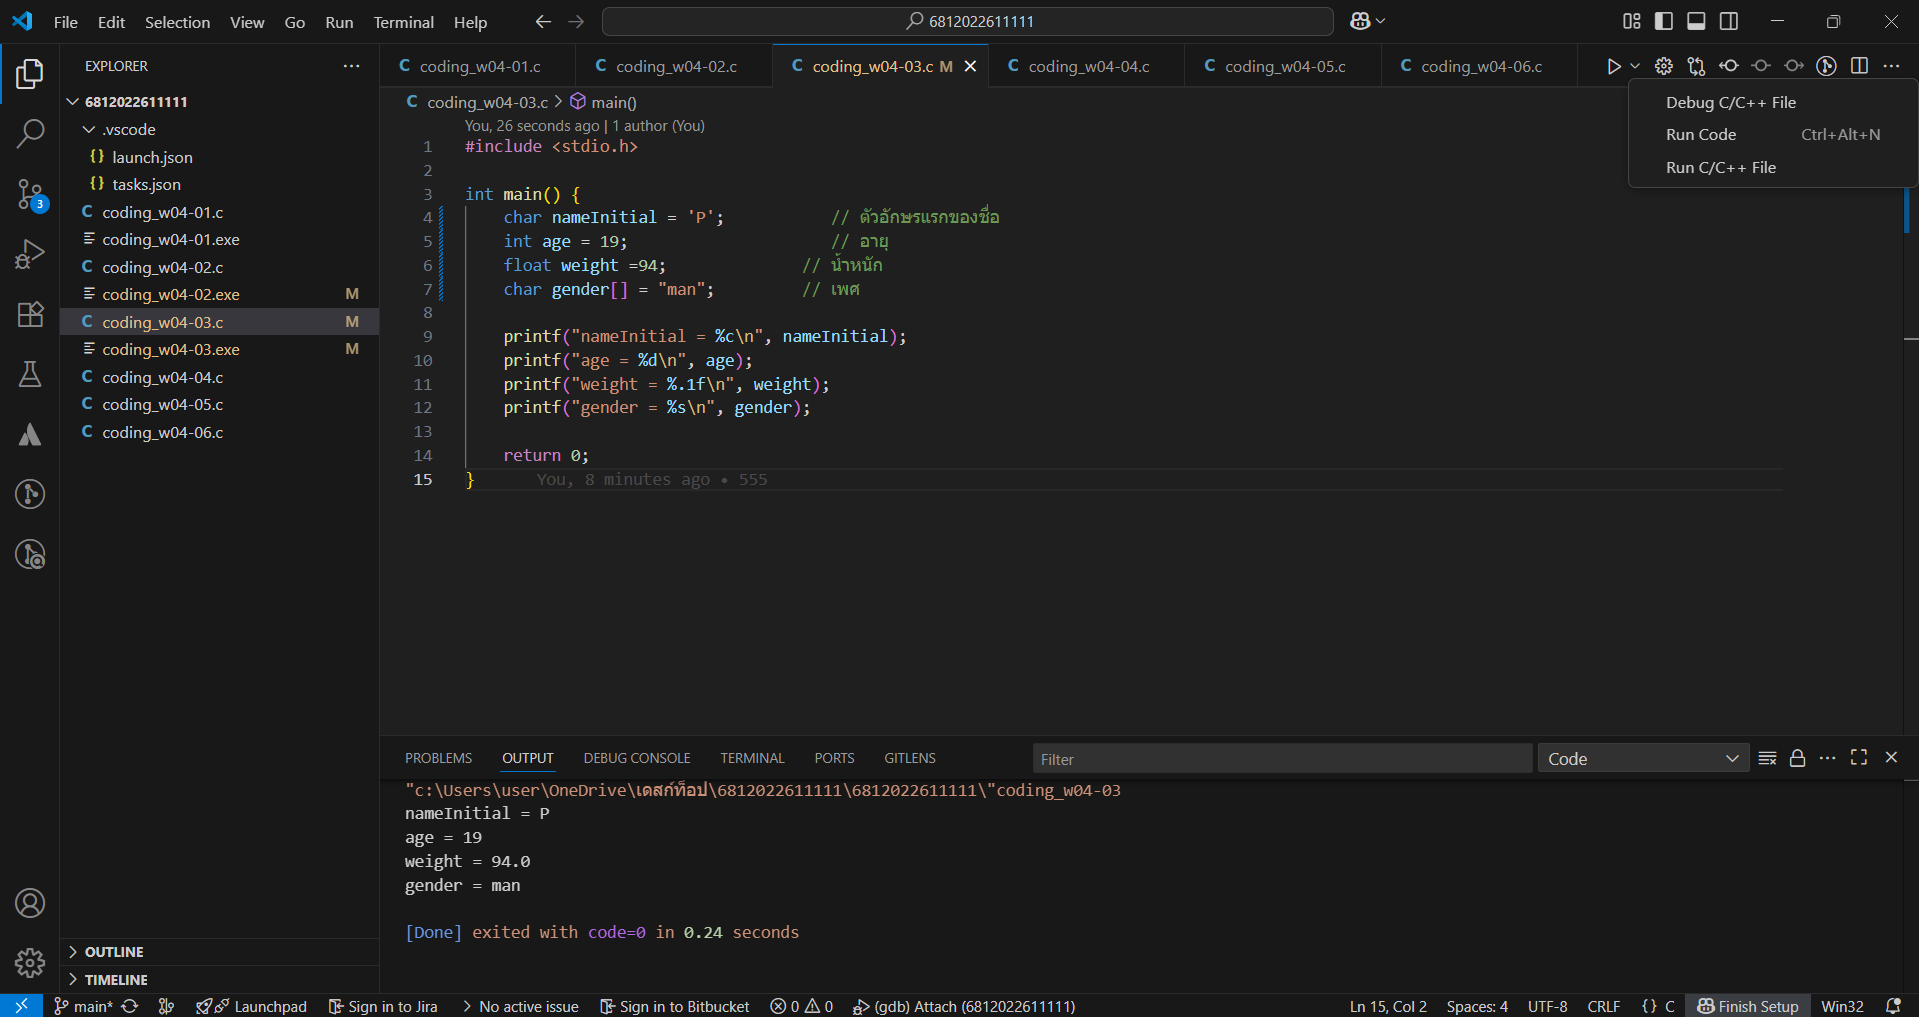 File Edit Selection View Go Run Terminal Help
6812022611111
EXPLORER
6812022611111
.vscode
launch.json
tasks.json
coding_w04-01.c
coding_w04-01.exe
coding_w04-02.c
coding_w04-02.exe M
coding_w04-03.c M
coding_w04-03.exe M
coding_w04-04.c
coding_w04-05.c
coding_w04-06.c
OUTLINE
TIMELINE
3
coding_w04-01.c coding_w04-02.c coding_w04-03.c M coding_w04-04.c coding_w04-05.c coding_w04-06.c
Debug C/C++ File
Run Code Ctrl+Alt+N
Run C/C++ File
coding_w04-03.c > main()
You, 26 seconds ago | 1 author (You)
1 #include <stdio.h>
2
3 int main() {
4 char nameInitial = 'P'; // ตัวอักษรแรกของชื่อ
5 int age = 19; // อายุ
6 float weight =94; // น้ำหนัก
7 char gender[] = "man"; // เพศ
8
9 printf("nameInitial = %c\n", nameInitial);
10 printf("age = %d\n", age);
11 printf("weight = %.1f\n", weight);
12 printf("gender = %s\n", gender);
13
14 return 0;
15 } You, 8 minutes ago • 555
PROBLEMS OUTPUT DEBUG CONSOLE TERMINAL PORTS GITLENS Filter Code
"c:\Users\user\OneDrive\เดสก์ท็อป\6812022611111\6812022611111\"coding_w04-03
nameInitial = P
age = 19
weight = 94.0
gender = man
[Done] exited with code=0 in 0.24 seconds
main* Launchpad Sign in to Jira No active issue Sign in to Bitbucket 0 0 (gdb) Attach (6812022611111) Ln 15, Col 2 Spaces: 4 UTF-8 CRLF {} C Finish Setup Win32